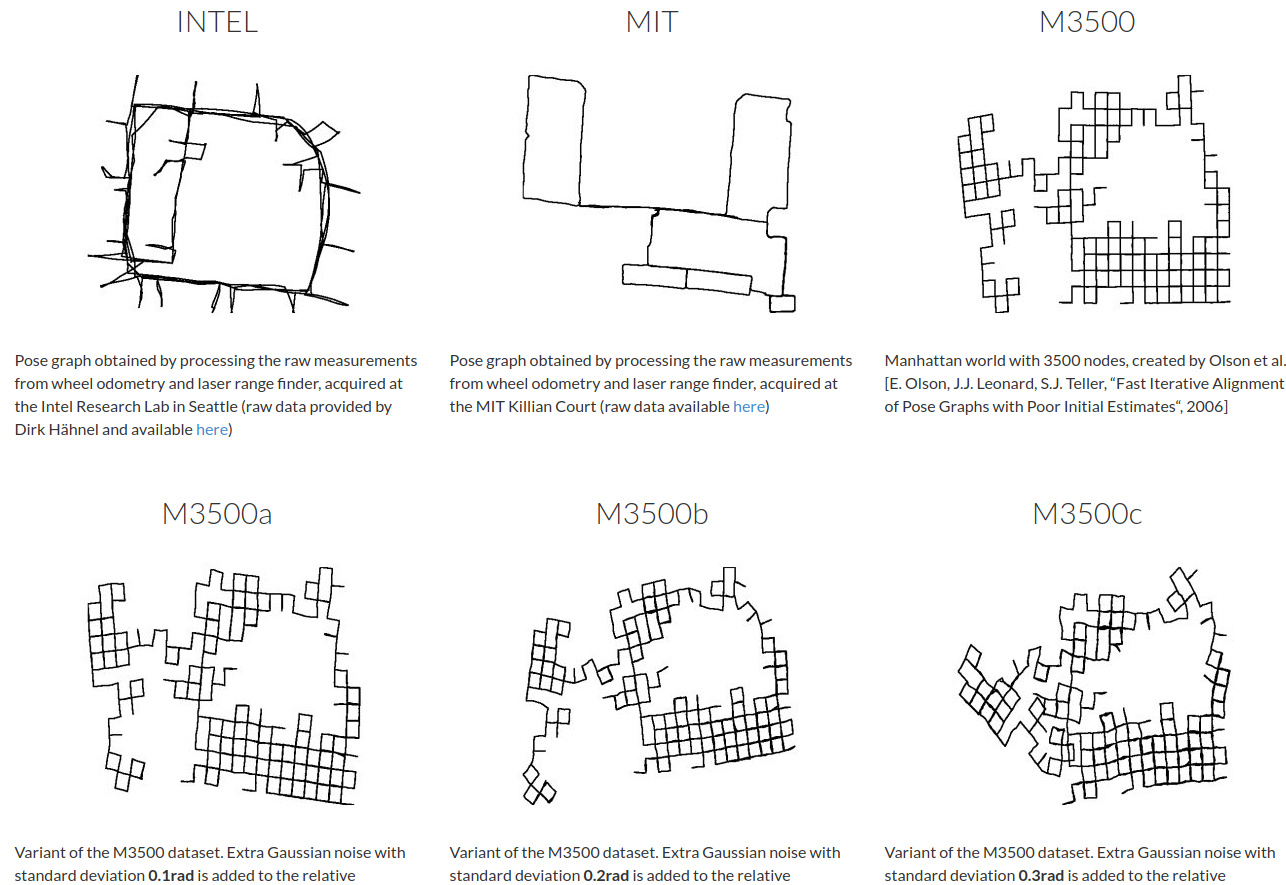 INTEL
MIT
M3500
Pose graph obtained by processing the raw measurements
from wheel odometry and laser range finder, acquired at
the Intel Research Lab in Seattle (raw data provided by
Dirk Hähnel and available here)
Pose graph obtained by processing the raw measurements
from wheel odometry and laser range finder, acquired at
the MIT Killian Court (raw data available here)
Manhattan world with 3500 nodes, created by Olson et al.
[E. Olson, J.J. Leonard, S.J. Teller, “Fast Iterative Alignment
of Pose Graphs with Poor Initial Estimates“, 2006]
M3500a
M3500b
M3500c
Variant of the M3500 dataset. Extra Gaussian noise with
standard deviation 0.1rad is added to the relative
Variant of the M3500 dataset. Extra Gaussian noise with
standard deviation 0.2rad is added to the relative
Variant of the M3500 dataset. Extra Gaussian noise with
standard deviation 0.3rad is added to the relative